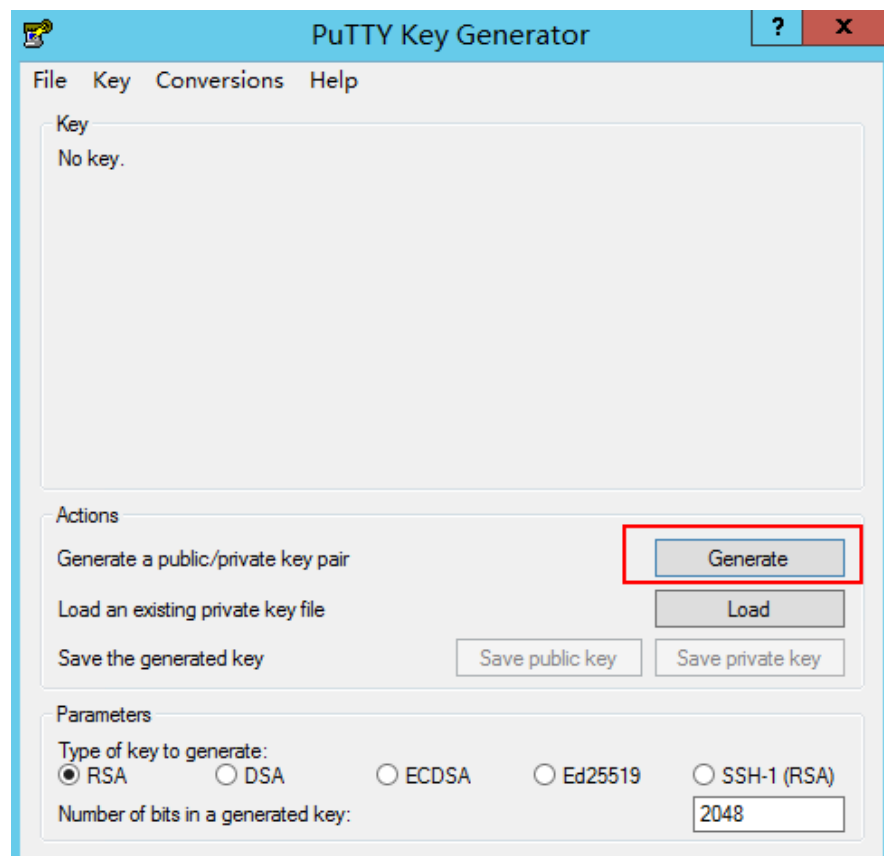 PuTTY Key Generator ? X
File Key Conversions Help
Key
No key.
Actions
Generate a public/private key pair Generate
Load an existing private key file Load
Save the generated key Save public key Save private key
Parameters
Type of key to generate:
RSA DSA ECDSA Ed25519 SSH-1 (RSA)
Number of bits in a generated key: 2048